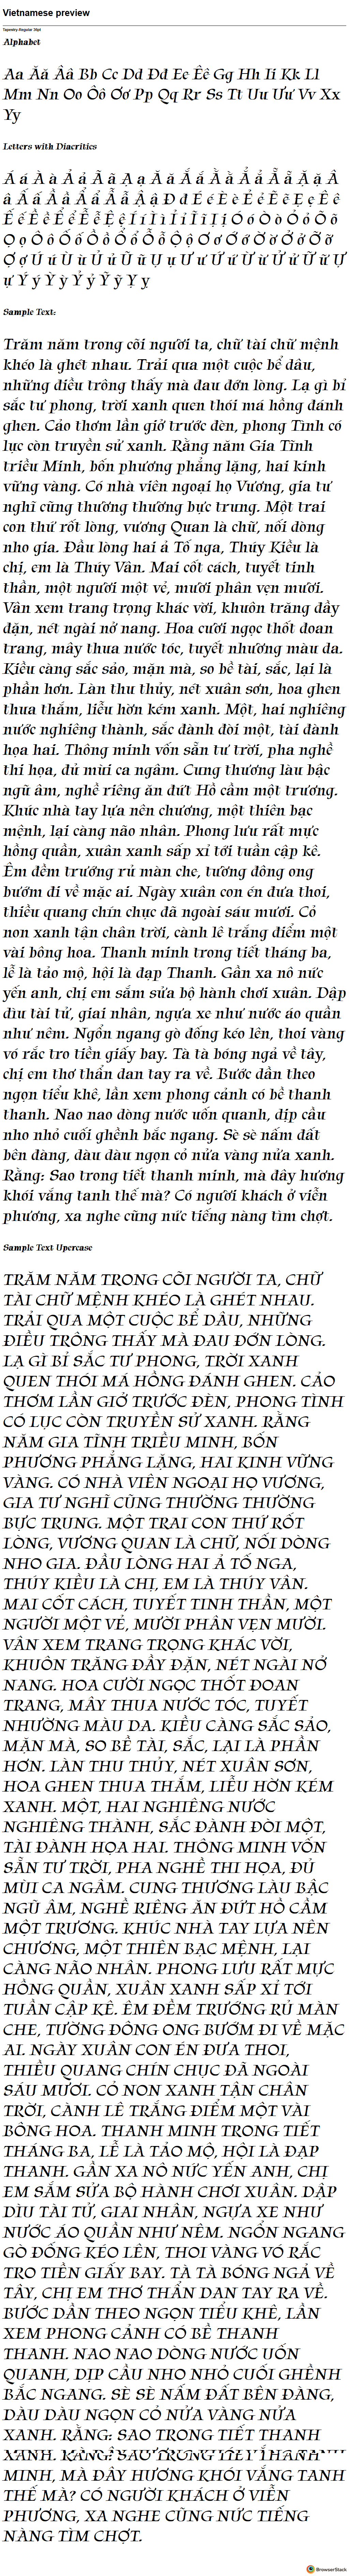 Vietnamese preview
Tapestry-Regular 38pt
Alphabet
Aa Ăă Ââ Bb Cc Dd Đđ Ee Êê Gg Hh Ii Kk Ll
Mm Nn Oo Ôô Ơơ Pp Qq Rr Ss Tt Uu Ưư Vv Xx
Yy
Letters with Diacritics
Á á À à Ả ả Ã ã Ạ ạ Ă ă Ắ ắ Ằ ằ Ẳ ẳ Ẵ ẵ Ặ ặ Â
â Ấ ấ Ầ ầ Ẩ ẩ Ẫ ẫ Ậ ậ Đ đ É é È è Ẻ ẻ Ẽ ẽ Ẹ ẹ Ê ê
Ế ế Ề ề Ể ể Ễ ễ Ệ ệ Í í Ì ì Ỉ ỉ Ĩ ĩ Ị ị Ó ó Ò ò Ỏ ỏ Õ õ
Ọ ọ Ô ô Ố ố Ồ ồ Ổ ổ Ỗ ỗ Ộ ộ Ơ ơ Ớ ớ Ờ ờ Ở ở Ỡ ỡ
Ợ ợ Ú ú Ù ù Ủ ủ Ũ ũ Ụ ụ Ư ư Ứ ứ Ừ ừ Ử ử Ữ ữ Ự
ự Ý ý Ỳ ỳ Ỷ ỷ Ỹ ỹ Ỵ ỵ
Sample Text:
Trăm năm trong cõi người ta, chữ tài chữ mệnh
khéo là ghét nhau. Trải qua một cuộc bể dâu,
những điều trông thấy mà đau đớn lòng. Lạ gì bỉ
sắc tư phong, trời xanh quen thói má hồng đánh
ghen. Cảo thơm lần giở trước đèn, phong Tình có
lục còn truyền sử xanh. Rằng năm Gia Tĩnh
triều Minh, bốn phương phẳng lặng, hai kinh
vững vàng. Có nhà viên ngoại họ Vương, gia tư
nghĩ cũng thường thường bực trung. Một trai
con thứ rốt lòng, vương Quan là chữ, nối dòng
nho gia. Đầu lòng hai ả Tố nga, Thúy Kiều là
chị, em là Thúy Vân. Mai cốt cách, tuyết tinh
thần, một người một vẻ, mười phân vẹn mười.
Vân xem trang trọng khác vời, khuôn trăng đầy
đặn, nét ngài nở nang. Hoa cười ngọc thốt đoan
trang, mây thua nước tóc, tuyết nhường màu da.
Kiều càng sắc sảo, mặn mà, so bề tài, sắc, lại là
phần hơn. Làn thu thủy, nét xuân sơn, hoa ghen
thua thắm, liễu hờn kém xanh. Một, hai nghiêng
nước nghiêng thành, sắc đành đòi một, tài đành
họa hai. Thông minh vốn sẵn tư trời, pha nghề
thi họa, đủ mùi ca ngâm. Cung thương làu bậc
ngũ âm, nghề riêng ăn đứt Hồ cầm một trương.
Khúc nhà tay lựa nên chương, một thiên bạc
mệnh, lại càng não nhân. Phong lưu rất mực
hồng quần, xuân xanh sấp xỉ tới tuần cập kê.
Êm đềm trướng rủ màn che, tường đông ong
bướm đi về mặc ai. Ngày xuân con én đưa thoi,
thiều quang chín chục đã ngoài sáu mươi. Cỏ
non xanh tận chân trời, cành lê trắng điểm một
vài bông hoa. Thanh minh trong tiết tháng ba,
lễ là tảo mộ, hội là đạp Thanh. Gần xa nô nức
yến anh, chị em sắm sửa bộ hành chơi xuân. Dập
dìu tài tử, giai nhân, ngựa xe như nước áo quần
như nêm. Ngổn ngang gò đống kéo lên, thoi vàng
vó rắc tro tiền giấy bay. Tà tà bóng ngả về tây,
chị em thơ thẩn dan tay ra về. Bước dần theo
ngọn tiểu khê, lần xem phong cảnh có bề thanh
thanh. Nao nao dòng nước uốn quanh, dịp cầu
nho nhỏ cuối ghềnh bắc ngang. Sè sè nấm đất
bên đàng, dàu dàu ngọn cỏ nửa vàng nửa xanh.
Rằng: Sao trong tiết thanh minh, mà đây hương
khói vắng tanh thế mà? Có người khách ở viễn
phương, xa nghe cũng nức tiếng nàng tìm chợt.
Sample Text Upercase
TRĂM NĂM TRONG CÕI NGƯỜI TA, CHỮ
TÀI CHỮ MỆNH KHÉO LÀ GHÉT NHAU.
TRẢI QUA MỘT CUỘC BỂ DÂU, NHỮNG
ĐIỀU TRÔNG THẤY MÀ ĐAU ĐỚN LÒNG.
LẠ GÌ BỈ SẮC TƯ PHONG, TRỜI XANH
QUEN THÓI MÁ HỒNG ĐÁNH GHEN. CẢO
THƠM LẦN GIỞ TRƯỚC ĐÈN, PHONG TÌNH
CÓ LỤC CÒN TRUYỀN SỬ XANH. RẰNG
NĂM GIA TĨNH TRIỀU MINH, BỐN
PHƯƠNG PHẲNG LẶNG, HAI KINH VỮNG
VÀNG. CÓ NHÀ VIÊN NGOẠI HỌ VƯƠNG,
GIA TƯ NGHĨ CŨNG THƯỜNG THƯỜNG
BỰC TRUNG. MỘT TRAI CON THỨ RỐT
LÒNG, VƯƠNG QUAN LÀ CHỮ, NỐI DÒNG
NHO GIA. ĐẦU LÒNG HAI Ả TỐ NGA,
THÚY KIỀU LÀ CHỊ, EM LÀ THÚY VÂN.
MAI CỐT CÁCH, TUYẾT TINH THẦN, MỘT
NGƯỜI MỘT VẺ, MƯỜI PHÂN VẸN MƯỜI.
VÂN XEM TRANG TRỌNG KHÁC VỜI,
KHUÔN TRĂNG ĐẦY ĐẶN, NÉT NGÀI NỞ
NANG. HOA CƯỜI NGỌC THỐT ĐOAN
TRANG, MÂY THUA NƯỚC TÓC, TUYẾT
NHƯỜNG MÀU DA. KIỀU CÀNG SẮC SẢO,
MẶN MÀ, SO BỀ TÀI, SẮC, LẠI LÀ PHẦN
HƠN. LÀN THU THỦY, NÉT XUÂN SƠN,
HOA GHEN THUA THẮM, LIỄU HỜN KÉM
XANH. MỘT, HAI NGHIÊNG NƯỚC
NGHIÊNG THÀNH, SẮC ĐÀNH ĐÒI MỘT,
TÀI ĐÀNH HỌA HAI. THÔNG MINH VỐN
SẴN TƯ TRỜI, PHA NGHỀ THI HỌA, ĐỦ
MÙI CA NGÂM. CUNG THƯƠNG LÀU BẬC
NGŨ ÂM, NGHỀ RIÊNG ĂN ĐỨT HỒ CẦM
MỘT TRƯƠNG. KHÚC NHÀ TAY LỰA NÊN
CHƯƠNG, MỘT THIÊN BẠC MỆNH, LẠI
CÀNG NÃO NHÂN. PHONG LƯU RẤT MỰC
HỒNG QUẦN, XUÂN XANH SẤP XỈ TỚI
TUẦN CẬP KÊ. ÊM ĐỀM TRƯỚNG RỦ MÀN
CHE, TƯỜNG ĐÔNG ONG BƯỚM ĐI VỀ MẶC
AI. NGÀY XUÂN CON ÉN ĐƯA THOI,
THIỀU QUANG CHÍN CHỤC ĐÃ NGOÀI
SÁU MƯƠI. CỎ NON XANH TẬN CHÂN
TRỜI, CÀNH LÊ TRẮNG ĐIỂM MỘT VÀI
BÔNG HOA. THANH MINH TRONG TIẾT
THÁNG BA, LỄ LÀ TẢO MỘ, HỘI LÀ ĐẠP
THANH. GẦN XA NÔ NỨC YẾN ANH, CHỊ
EM SẮM SỬA BỘ HÀNH CHƠI XUÂN. DẬP
DÌU TÀI TỬ, GIAI NHÂN, NGỰA XE NHƯ
NƯỚC ÁO QUẦN NHƯ NÊM. NGỔN NGANG
GÒ ĐỐNG KÉO LÊN, THOI VÀNG VÓ RẮC
TRO TIỀN GIẤY BAY. TÀ TÀ BÓNG NGẢ VỀ
TÂY, CHỊ EM THƠ THẨN DAN TAY RA VỀ.
BƯỚC DẦN THEO NGỌN TIỂU KHÊ, LẦN
XEM PHONG CẢNH CÓ BỀ THANH
THANH. NAO NAO DÒNG NƯỚC UỐN
QUANH, DỊP CẦU NHO NHỎ CUỐI GHỀNH
BẮC NGANG. SÈ SÈ NẤM ĐẤT BÊN ĐÀNG,
DÀU DÀU NGỌN CỎ NỬA VÀNG NỬA
XANH. RẰNG: SAO TRONG TIẾT THANH
XANH. RẰNG: SAO TRONG TIẾT THANH
MINH, MÀ ĐÂY HƯƠNG KHÓI VẮNG TANH
THẾ MÀ? CÓ NGƯỜI KHÁCH Ở VIỄN
PHƯƠNG, XA NGHE CŨNG NỨC TIẾNG
NÀNG TÌM CHỢT.
BrowserStack